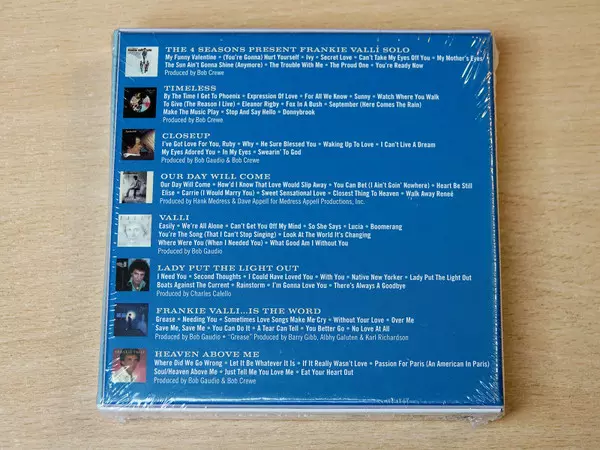 THE 4 SEASONS PRESENT FRANKIE VALLI SOLO
My Funny Valentine • (You're Gonna) Hurt Yourself • Ivy • Secret Love • Can't Take My Eyes Off You • My Mother's Eyes
The Sun Ain't Gonna Shine (Anymore) • The Trouble With Me • The Proud One • You're Ready Now
Produced by Bob Crewe
TIMELESS
By The Time I Get To Phoenix • Expression Of Love • For All We Know • Sunny • Watch Where You Walk
To Give (The Reason I Live) • Eleanor Rigby • Fox In A Bush • September (Here Comes The Rain)
Make The Music Play • Stop And Say Hello • Donnybrook
Produced by Bob Crewe
CLOSEUP
I've Got Love For You, Ruby • Why • He Sure Blessed You • Waking Up To Love • I Can't Live A Dream
My Eyes Adored You • In My Eyes • Swearin' To God
Produced by Bob Gaudio & Bob Crewe
OUR DAY WILL COME
Our Day Will Come • How'd I Know That Love Would Slip Away • You Can Bet (I Ain't Goin' Nowhere) • Heart Be Still
Elise • Carrie (I Would Marry You) • Sweet Sensational Love • Closest Thing To Heaven • Walk Away Reneé
Produced by Hank Medress & Dave Appell for Medress Appell Productions, Inc.
VALLI
Easily • We're All Alone • Can't Get You Off My Mind • So She Says • Lucia • Boomerang
You're The Song (That I Can't Stop Singing) • Look At The World It's Changing
Where Were You (When I Needed You) • What Good Am I Without You
Produced by Bob Gaudio
LADY PUT THE LIGHT OUT
I Need You • Second Thoughts • I Could Have Loved You • With You • Native New Yorker • Lady Put The Light Out
Boats Against The Current • Rainstorm • I'm Gonna Love You • There's Always A Goodbye
Produced by Charles Calello
FRANKIE VALLI...IS THE WORD
Grease • Needing You • Sometimes Love Songs Make Me Cry • Without Your Love • Over Me
Save Me, Save Me • You Can Do It • A Tear Can Tell • You Better Go • No Love At All
Produced by Bob Gaudio • "Grease" Produced by Barry Gibb, Albhy Galuten & Karl Richardson
HEAVEN ABOVE ME
Where Did We Go Wrong • Let It Be Whatever It Is • If It Really Wasn't Love • Passion For Paris (An American In Paris)
Soul/Heaven Above Me • Just Tell Me You Love Me • Eat Your Heart Out
Produced by Bob Gaudio & Bob Crewe